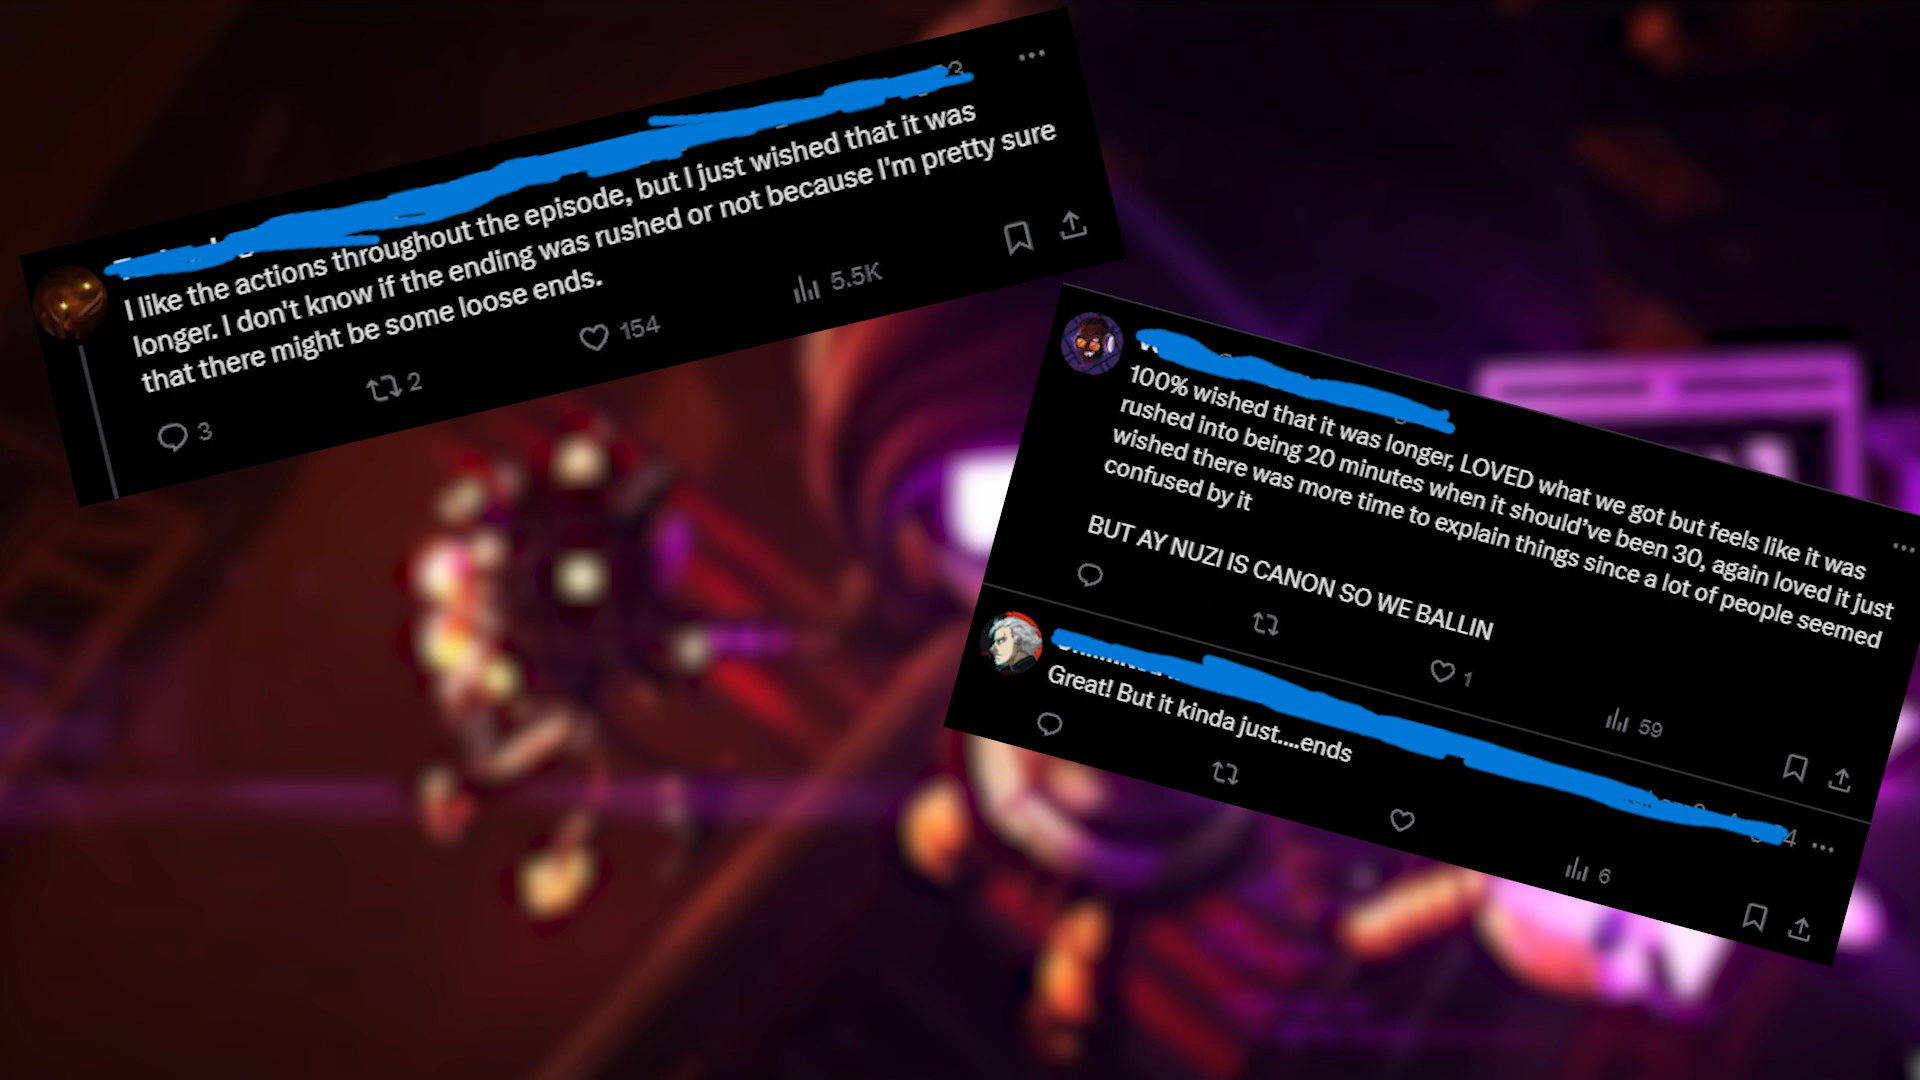 I like the actions throughout the episode, but I just wished that it was
longer. I don't know if the ending was rushed or not because I'm pretty sure
that there might be some loose ends.
3 2 154 5.5K
100% wished that it was longer, LOVED what we got but feels like it was
rushed into being 20 minutes when it should've been 30, again loved it just
wished there was more time to explain things since a lot of people seemed
confused by it
BUT AY NUZI IS CANON SO WE BALLIN
1 59
Great! But it kinda just....ends
6